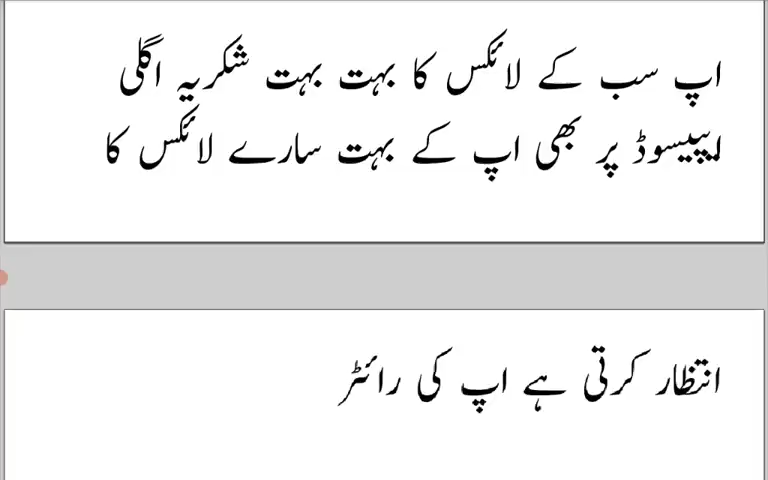 اپ سب کے لائکس کا بہت بہت شکریہ اگلی
ایپیسوڈ پر بھی اپ کے بہت سارے لائکس کا
انتظار کرتی ہے اپ کی رائٹر